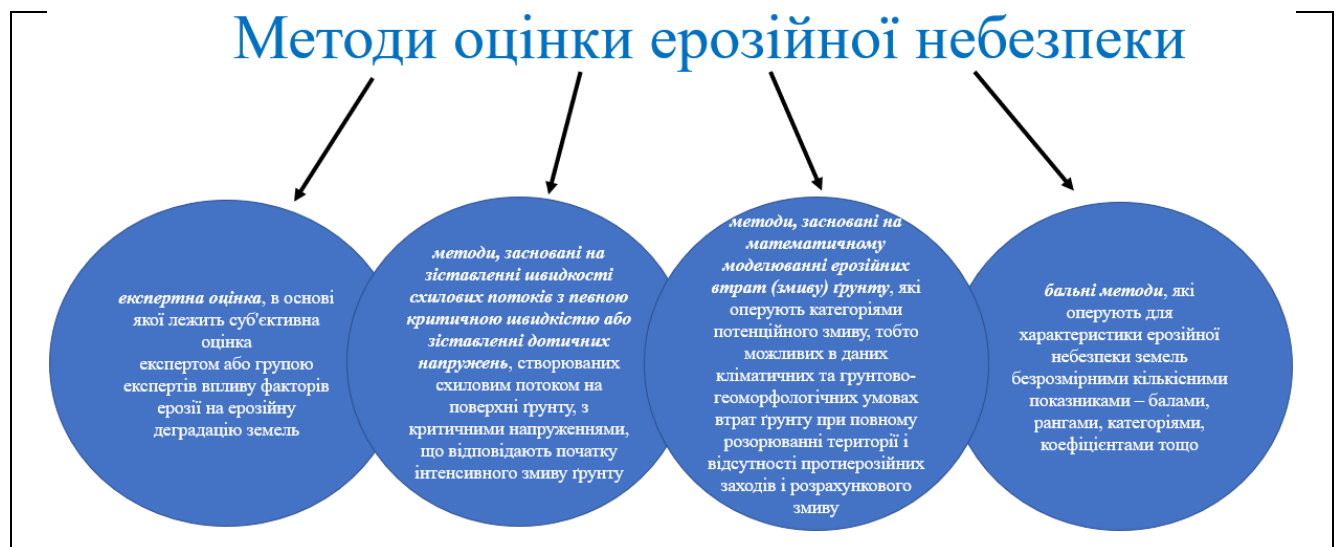 Методи оцінки ерозійної небезпеки
експертна оцінка, в основі
якої лежить суб'єктивна
оцінка
експертом або групою
експертів впливу факторів
ерозії на ерозійну
деградацію земель
методи, засновані на
зіставленні швидкості
схилових потоків з певною
критичною швидкістю або
зіставленні дотичних
напружень, створюваних
схиловим потоком на
поверхні ґрунту, з
критичними напруженнями,
що відповідають початку
інтенсивного змиву ґрунту
методи, засновані на
математичному
моделюванні ерозійних
втрат (змиву) ґрунту, які
оперують категоріями
потенційного змиву, тобто
можливих в даних
кліматичних та грунтово-
геоморфологічних умовах
втрат ґрунту при повному
розорюванні території і
відсутності протиерозійних
заходів і розрахункового
змиву
бальні методи, які
оперують для
характеристики ерозійної
небезпеки земель
безрозмірними кількісними
показниками – балами,
рангами, категоріями,
коефіцієнтами тощо